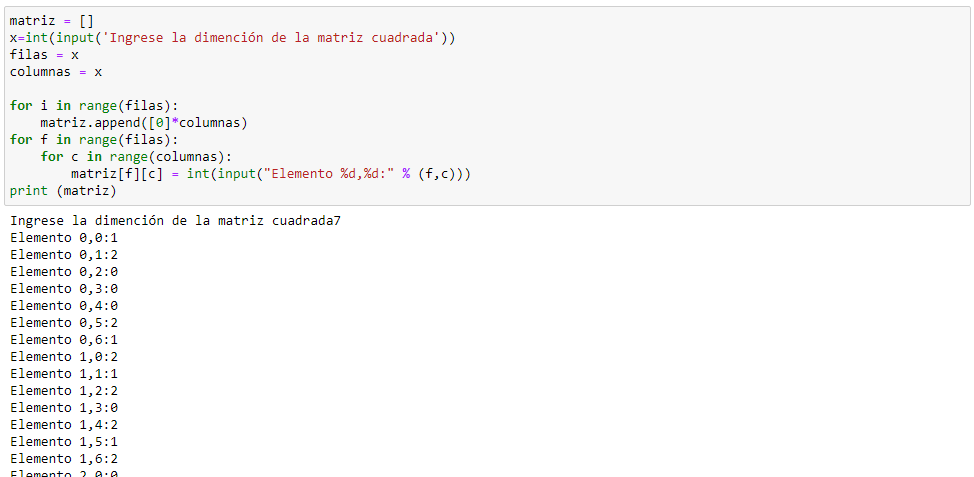 matriz = []
x=int(input('Ingrese la dimención de la matriz cuadrada'))
filas = x
columnas = x
for i in range(filas):
    matriz.append([0]*columnas)
for f in range(filas):
    for c in range(columnas):
        matriz[f][c] = int(input("Elemento %d,%d:" % (f,c)))
print (matriz)
Ingrese la dimención de la matriz cuadrada7
Elemento 0,0:1
Elemento 0,1:2
Elemento 0,2:0
Elemento 0,3:0
Elemento 0,4:0
Elemento 0,5:2
Elemento 0,6:1
Elemento 1,0:2
Elemento 1,1:1
Elemento 1,2:2
Elemento 1,3:0
Elemento 1,4:2
Elemento 1,5:1
Elemento 1,6:2
Elemento 2,0:0